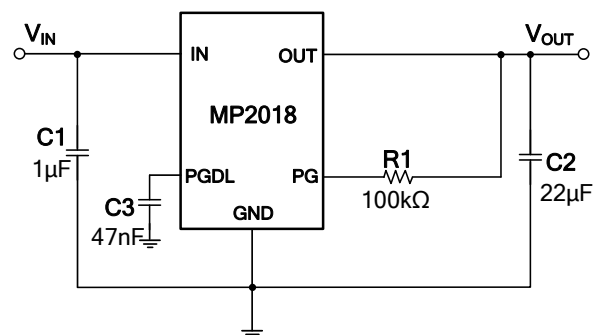 VIN
VOUT
IN
OUT
MP2018
C1
1µF
PGDL
PG
R1
100kΩ
C2
22µF
C3
47nF
GND